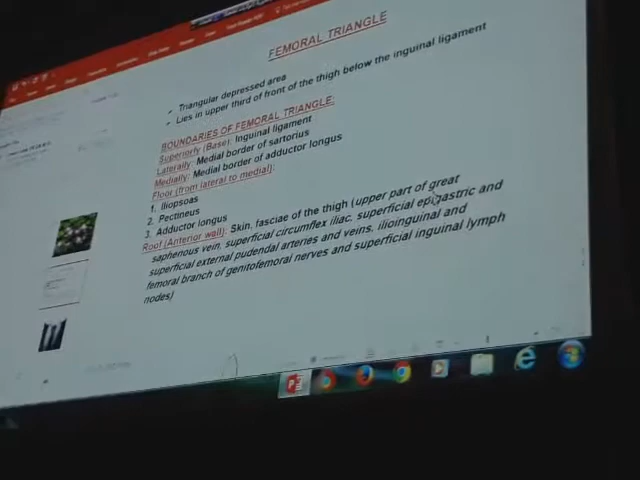 FEMORAL TRIANGLE
Triangular depressed area
Lies in upper third of front of the thigh below the inguinal ligament
BOUNDARIES OF FEMORAL TRIANGLE:
Superiorly (Base): Inguinal ligament
Laterally: Medial border of sartorius
Medially: Medial border of adductor longus
Floor (from lateral to medial):
1. Iliopsoas
2. Pectineus
3. Adductor longus
Roof (Anterior wall): Skin, fasciae of the thigh (upper part of great
saphenous vein, superficial circumflex iliac, superficial epigastric and
superficial external pudendal arteries and veins, ilioinguinal and
femoral branch of genitofemoral nerves and superficial inguinal lymph
nodes)